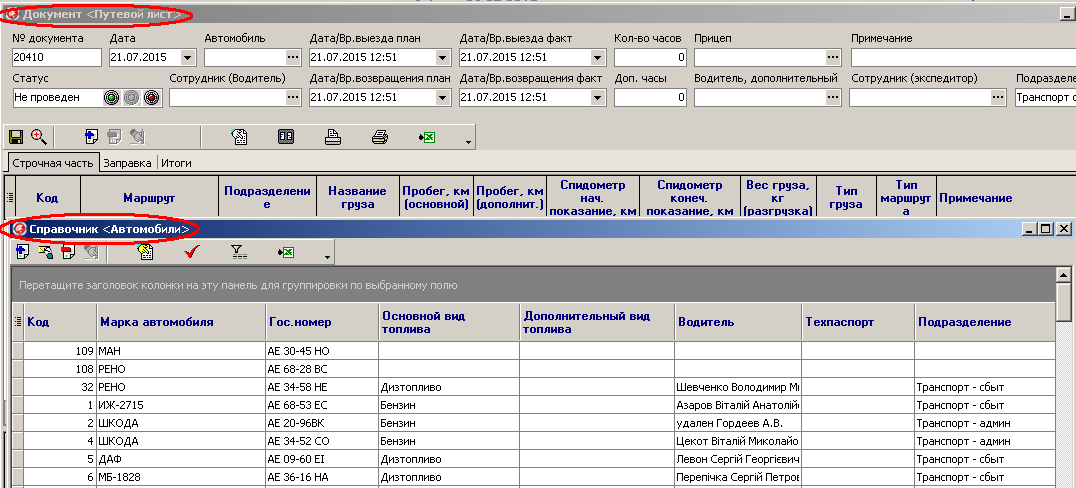 Документ <Путевой лист>
№ документа Дата Автомобиль Дата/Вр.выезда план Дата/Вр.выезда факт Кол-во часов Прицеп Примечание
20410 21.07.2015 21.07.2015 12:51 21.07.2015 12:51 0
Статус Сотрудник (Водитель) Дата/Вр.возвращения план Дата/Вр.возвращения факт Доп. часы Водитель, дополнительный Сотрудник (экспедитор) Подразделе
Не проведен 21.07.2015 12:51 21.07.2015 12:51 0 Транспорт с
Строчная часть Заправка Итоги
Код Маршрут Подразделени Название Пробег, км Пробег, км Спидометр Спидометр Вес груза, Тип Тип Примечание
е груза (основной) (дополнит.) нач. конеч. кг груза маршрут
показание, км показание, км (разгрузка) а
Справочник <Автомобили>
Перетащите заголовок колонки на эту панель для группировки по выбранному полю
Код Марка автомобиля Гос.номер Основной вид топлива Дополнительный вид топлива Водитель Техпаспорт Подразделение
109 МАН АЕ 30-45 НО
108 РЕНО АЕ 68-28 ВС
32 РЕНО АЕ 34-58 НЕ Дизтопливо Шевченко Володимир Транспорт - сбыт
1 ИЖ-2715 АЕ 68-53 ЕС Бензин Азаров Віталій Анатолій Транспорт - сбыт
2 ШКОДА АЕ 20-96ВК Бензин удален Гордеев А.В. Транспорт - админ
4 ШКОДА АЕ 34-52 СО Бензин Цекот Віталій Миколайо Транспорт - админ
5 ДАФ АЕ 09-60 ЕІ Дизтопливо Левон Сергій Георгієвич Транспорт - сбыт
6 МБ-1828 АЕ 36-16 НА Дизтопливо Перепічка Сергій Петров Транспорт - сбыт